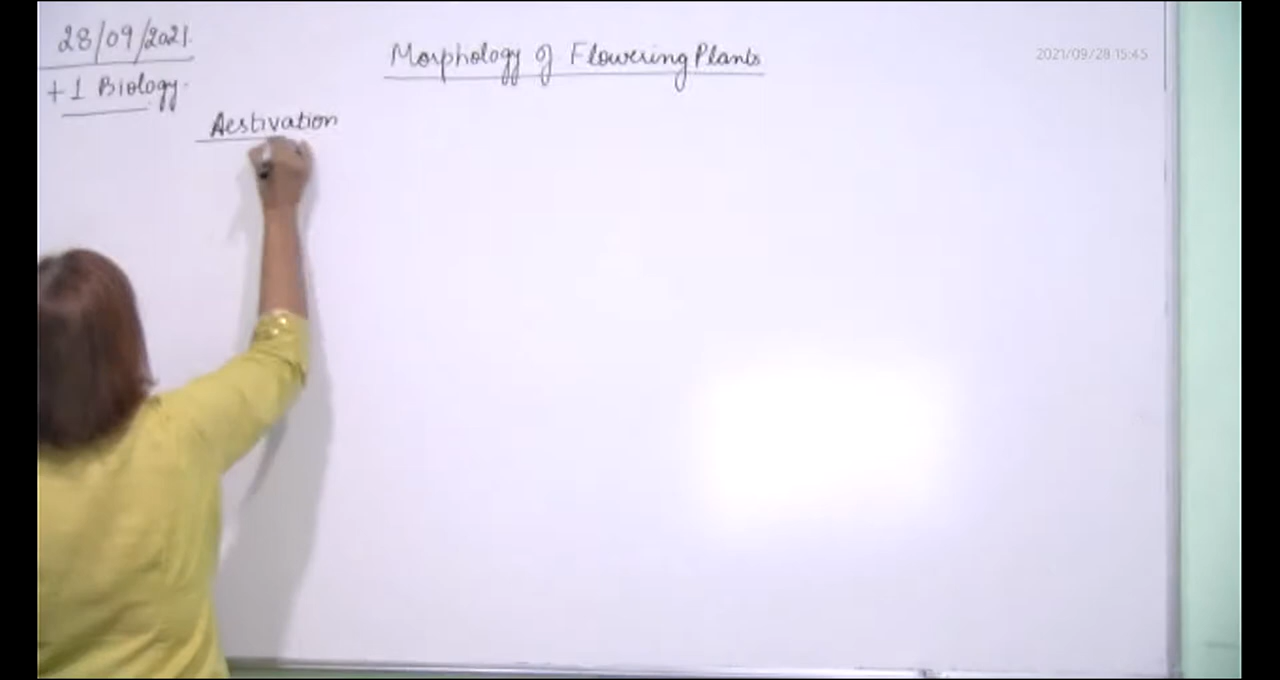 28/09/2021.
+1 Biology.
Morphology of Flowering Plants
2021/09/28 15:45
Aestivation